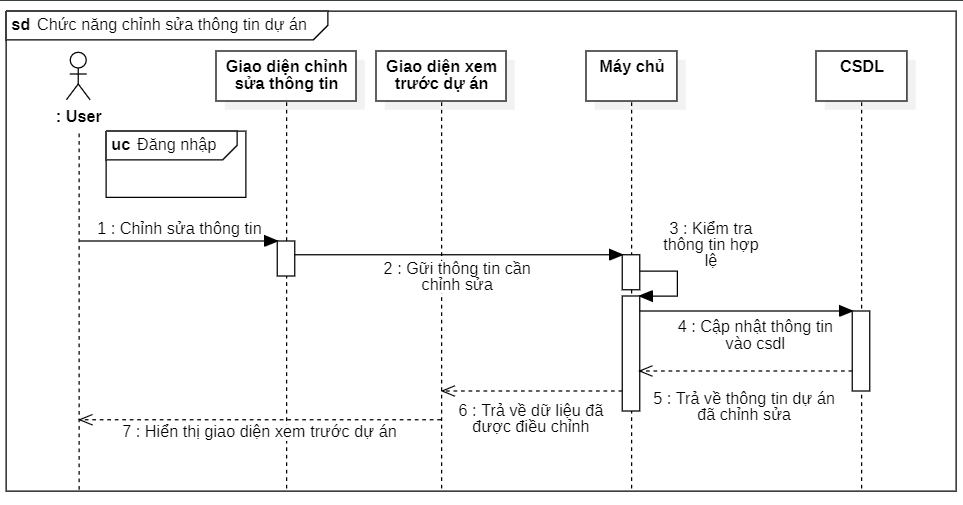 sd Chức năng chỉnh sửa thông tin dự án
Giao diện chỉnh
sửa thông tin
Giao diện xem
trước dự án
Máy chủ
CSDL
: User
uc Đăng nhập
1 : Chỉnh sửa thông tin
2 : Gữi thông tin cần
chỉnh sửa
3 : Kiểm tra
thông tin hợp
lệ
4 : Cập nhật thông tin
vào csdl
5 : Trả về thông tin dự án
đã chỉnh sửa
6 : Trả về dữ liệu đã
được điều chỉnh
7 : Hiển thị giao diện xem trước dự án